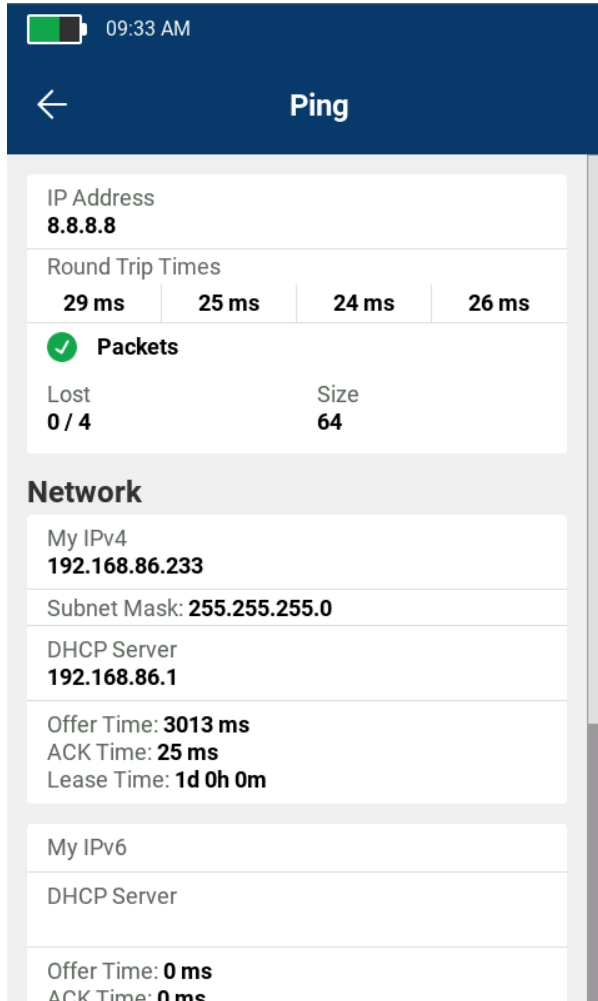 09:33 AM
Ping
IP Address
8.8.8.8
Round Trip Times
29 ms 25 ms 24 ms 26 ms
Packets
Lost Size
0 / 4 64
Network
My IPv4
192.168.86.233
Subnet Mask: 255.255.255.0
DHCP Server
192.168.86.1
Offer Time: 3013 ms
ACK Time: 25 ms
Lease Time: 1d 0h 0m
My IPv6
DHCP Server
Offer Time: 0 ms
ACK Time: 0 ms